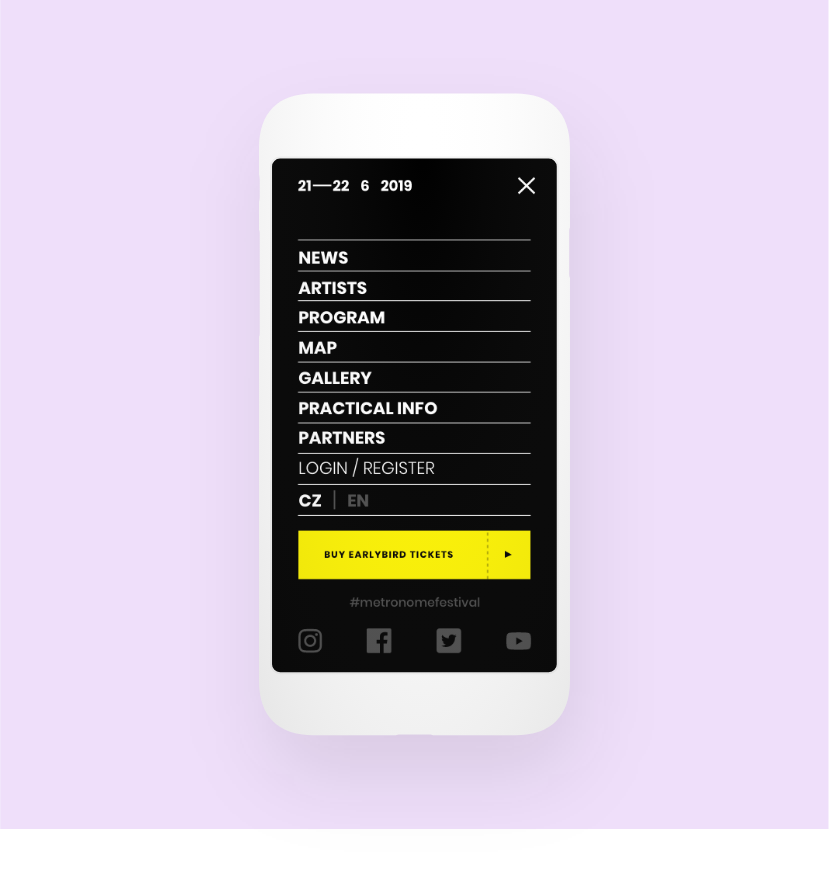 21—22 6 2019
NEWS
ARTISTS
PROGRAM
MAP
GALLERY
PRACTICAL INFO
PARTNERS
LOGIN / REGISTER
CZ | EN
BUY EARLYBIRD TICKETS
#metronomefestival